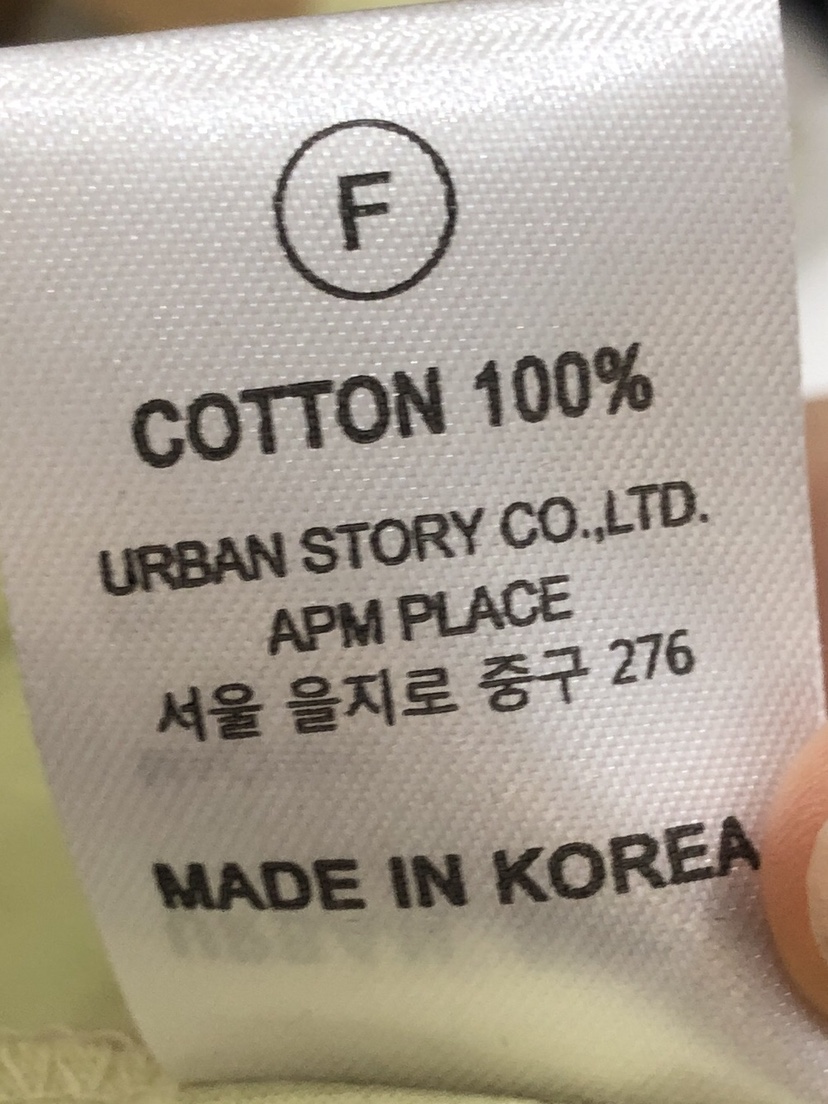 F
COTTON 100%
URBAN STORY CO.,LTD.
APM PLACE
서울 을지로 중구 276
MADE IN KOREA